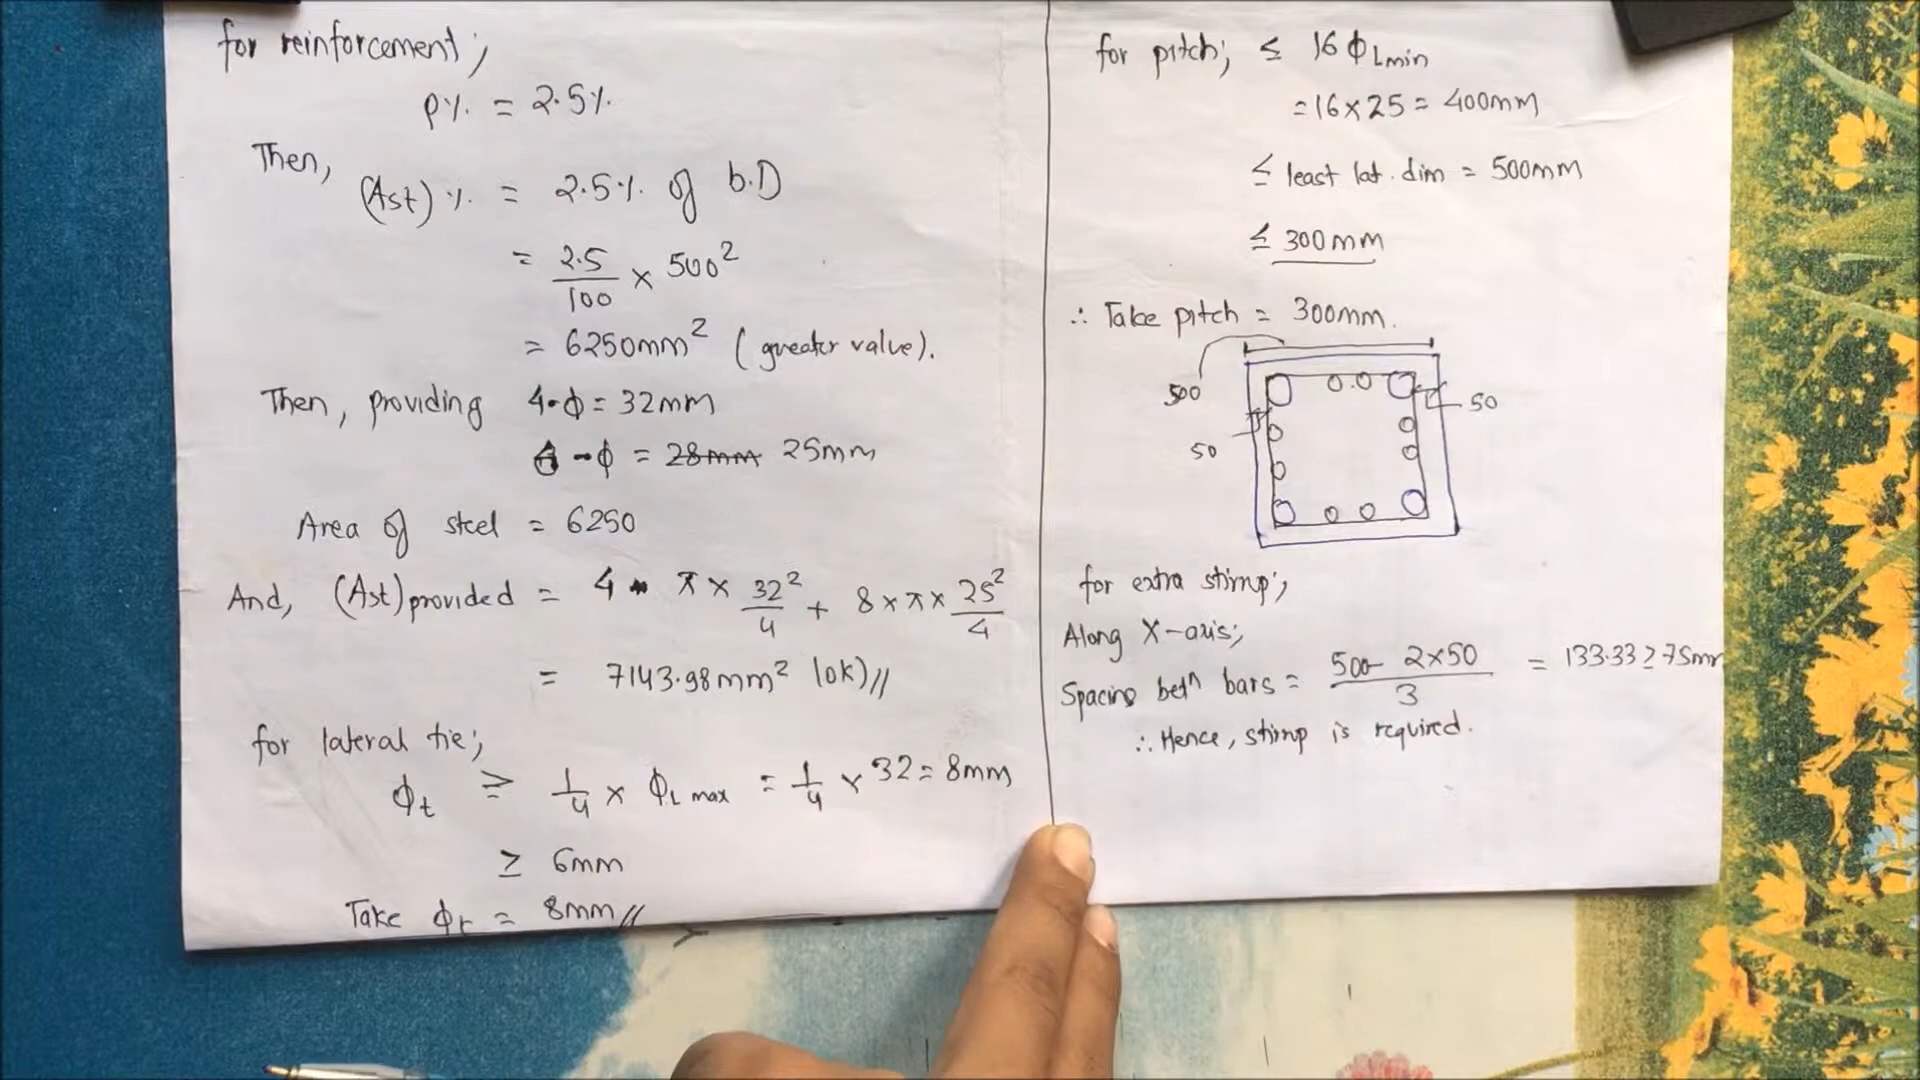 for reinforcement;
p% = 2.5%
Then,
(Ast)% = 2.5% of b.D
= 2.5/100 × 500²
= 6250mm² (greater value).
Then, providing 4-ϕ = 32mm
-ϕ = 28mm 25mm
Area of steel = 6250
And, (Ast)provided = 4 π × 32²/4 + 8×π× 25²/4
= 7143.98mm² (ok)//
for lateral tie;
ϕt ≥ 1/4 × ϕL max = 1/4 × 32 = 8mm
≥ 6mm
Take ϕt = 8mm//
for pitch; ≤ 16ϕLmin
= 16×25 = 400mm
≤ least lat. dim = 500mm
≤ 300mm
∴ Take pitch = 300mm.
500
50
50
for extra stirrup;
Along X-axis;
Spacing betn bars = 500- 2×50/3 = 133.33 ≥ 75mm
∴ Hence, stirrup is required.